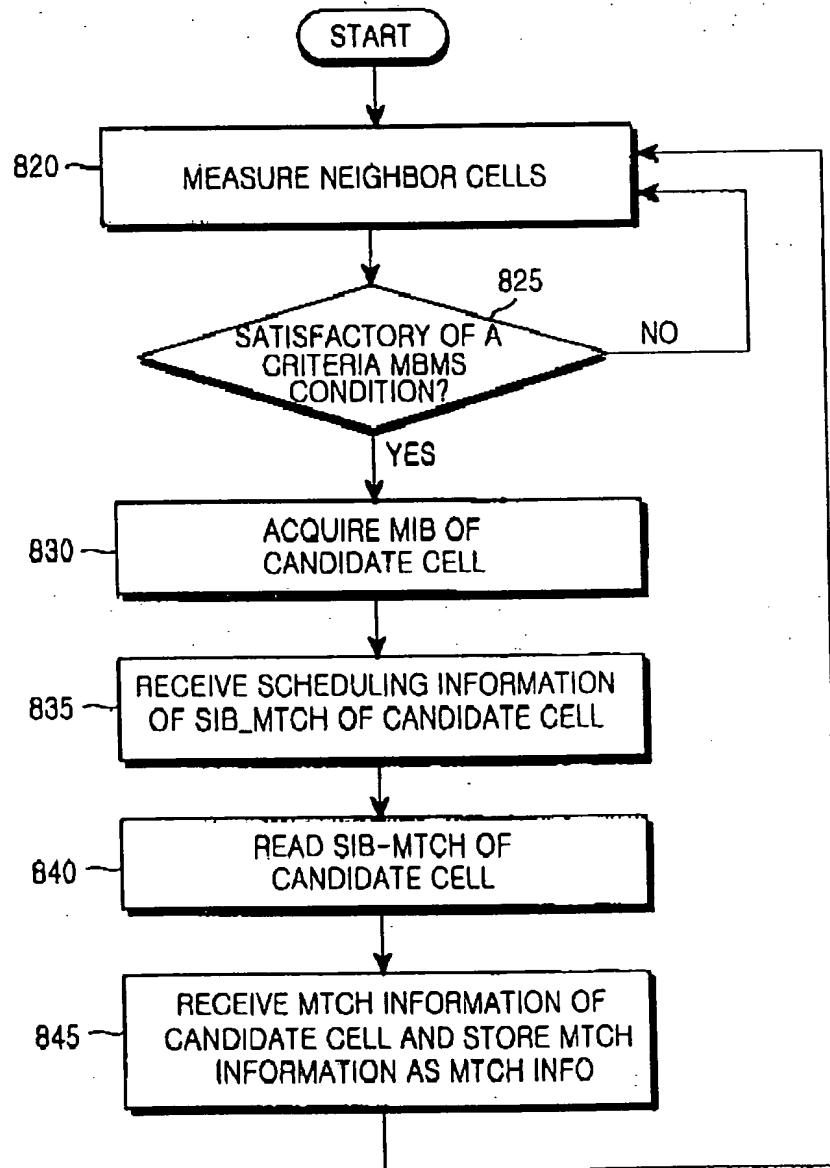 START
820
MEASURE NEIGHBOR CELLS
825
SATISFACTORY OF A
CRITERIA MBMS
CONDITION?
NO
YES
830
ACQUIRE MIB OF
CANDIDATE CELL
835
RECEIVE SCHEDULING INFORMATION
OF SIB_MTCH OF CANDIDATE CELL
840
READ SIB-MTCH OF
CANDIDATE CELL
845
RECEIVE MTCH INFORMATION OF
CANDIDATE CELL AND STORE MTCH
INFORMATION AS MTCH INFO